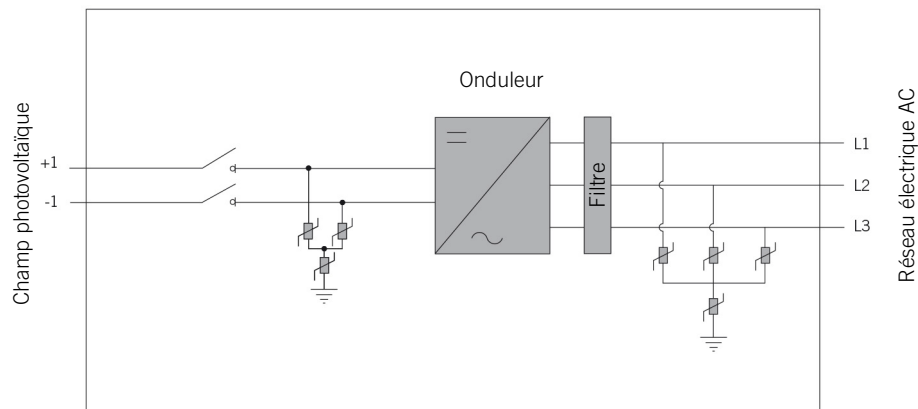 Champ photovoltaïque
+1
-1
Onduleur
Filtre
L1
L2
L3
Réseau électrique AC